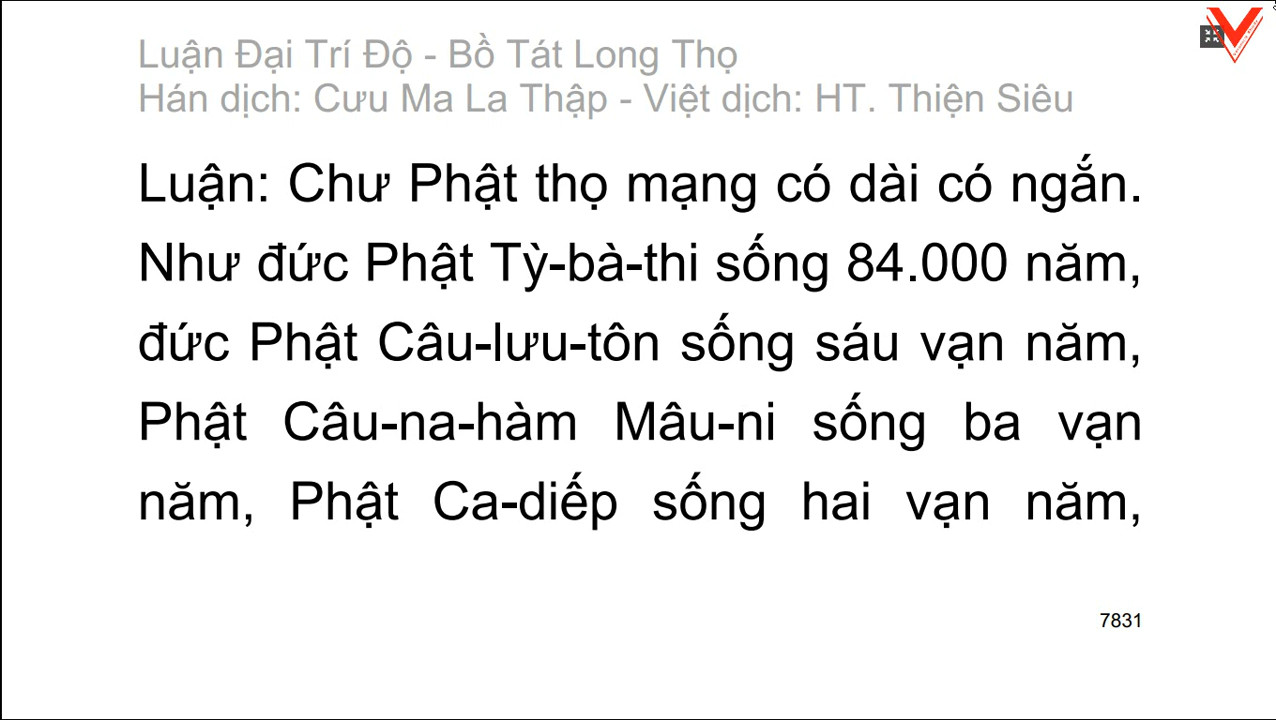 Luận Đại Trí Độ - Bồ Tát Long Thọ
Hán dịch: Cưu Ma La Thập - Việt dịch: HT. Thiện Siêu
Luận: Chư Phật thọ mạng có dài có ngắn.
Như đức Phật Tỳ-bà-thi sống 84.000 năm,
đức Phật Câu-lưu-tôn sống sáu vạn năm,
Phật Câu-na-hàm Mâu-ni sống ba vạn
năm, Phật Ca-diếp sống hai vạn năm,
7831